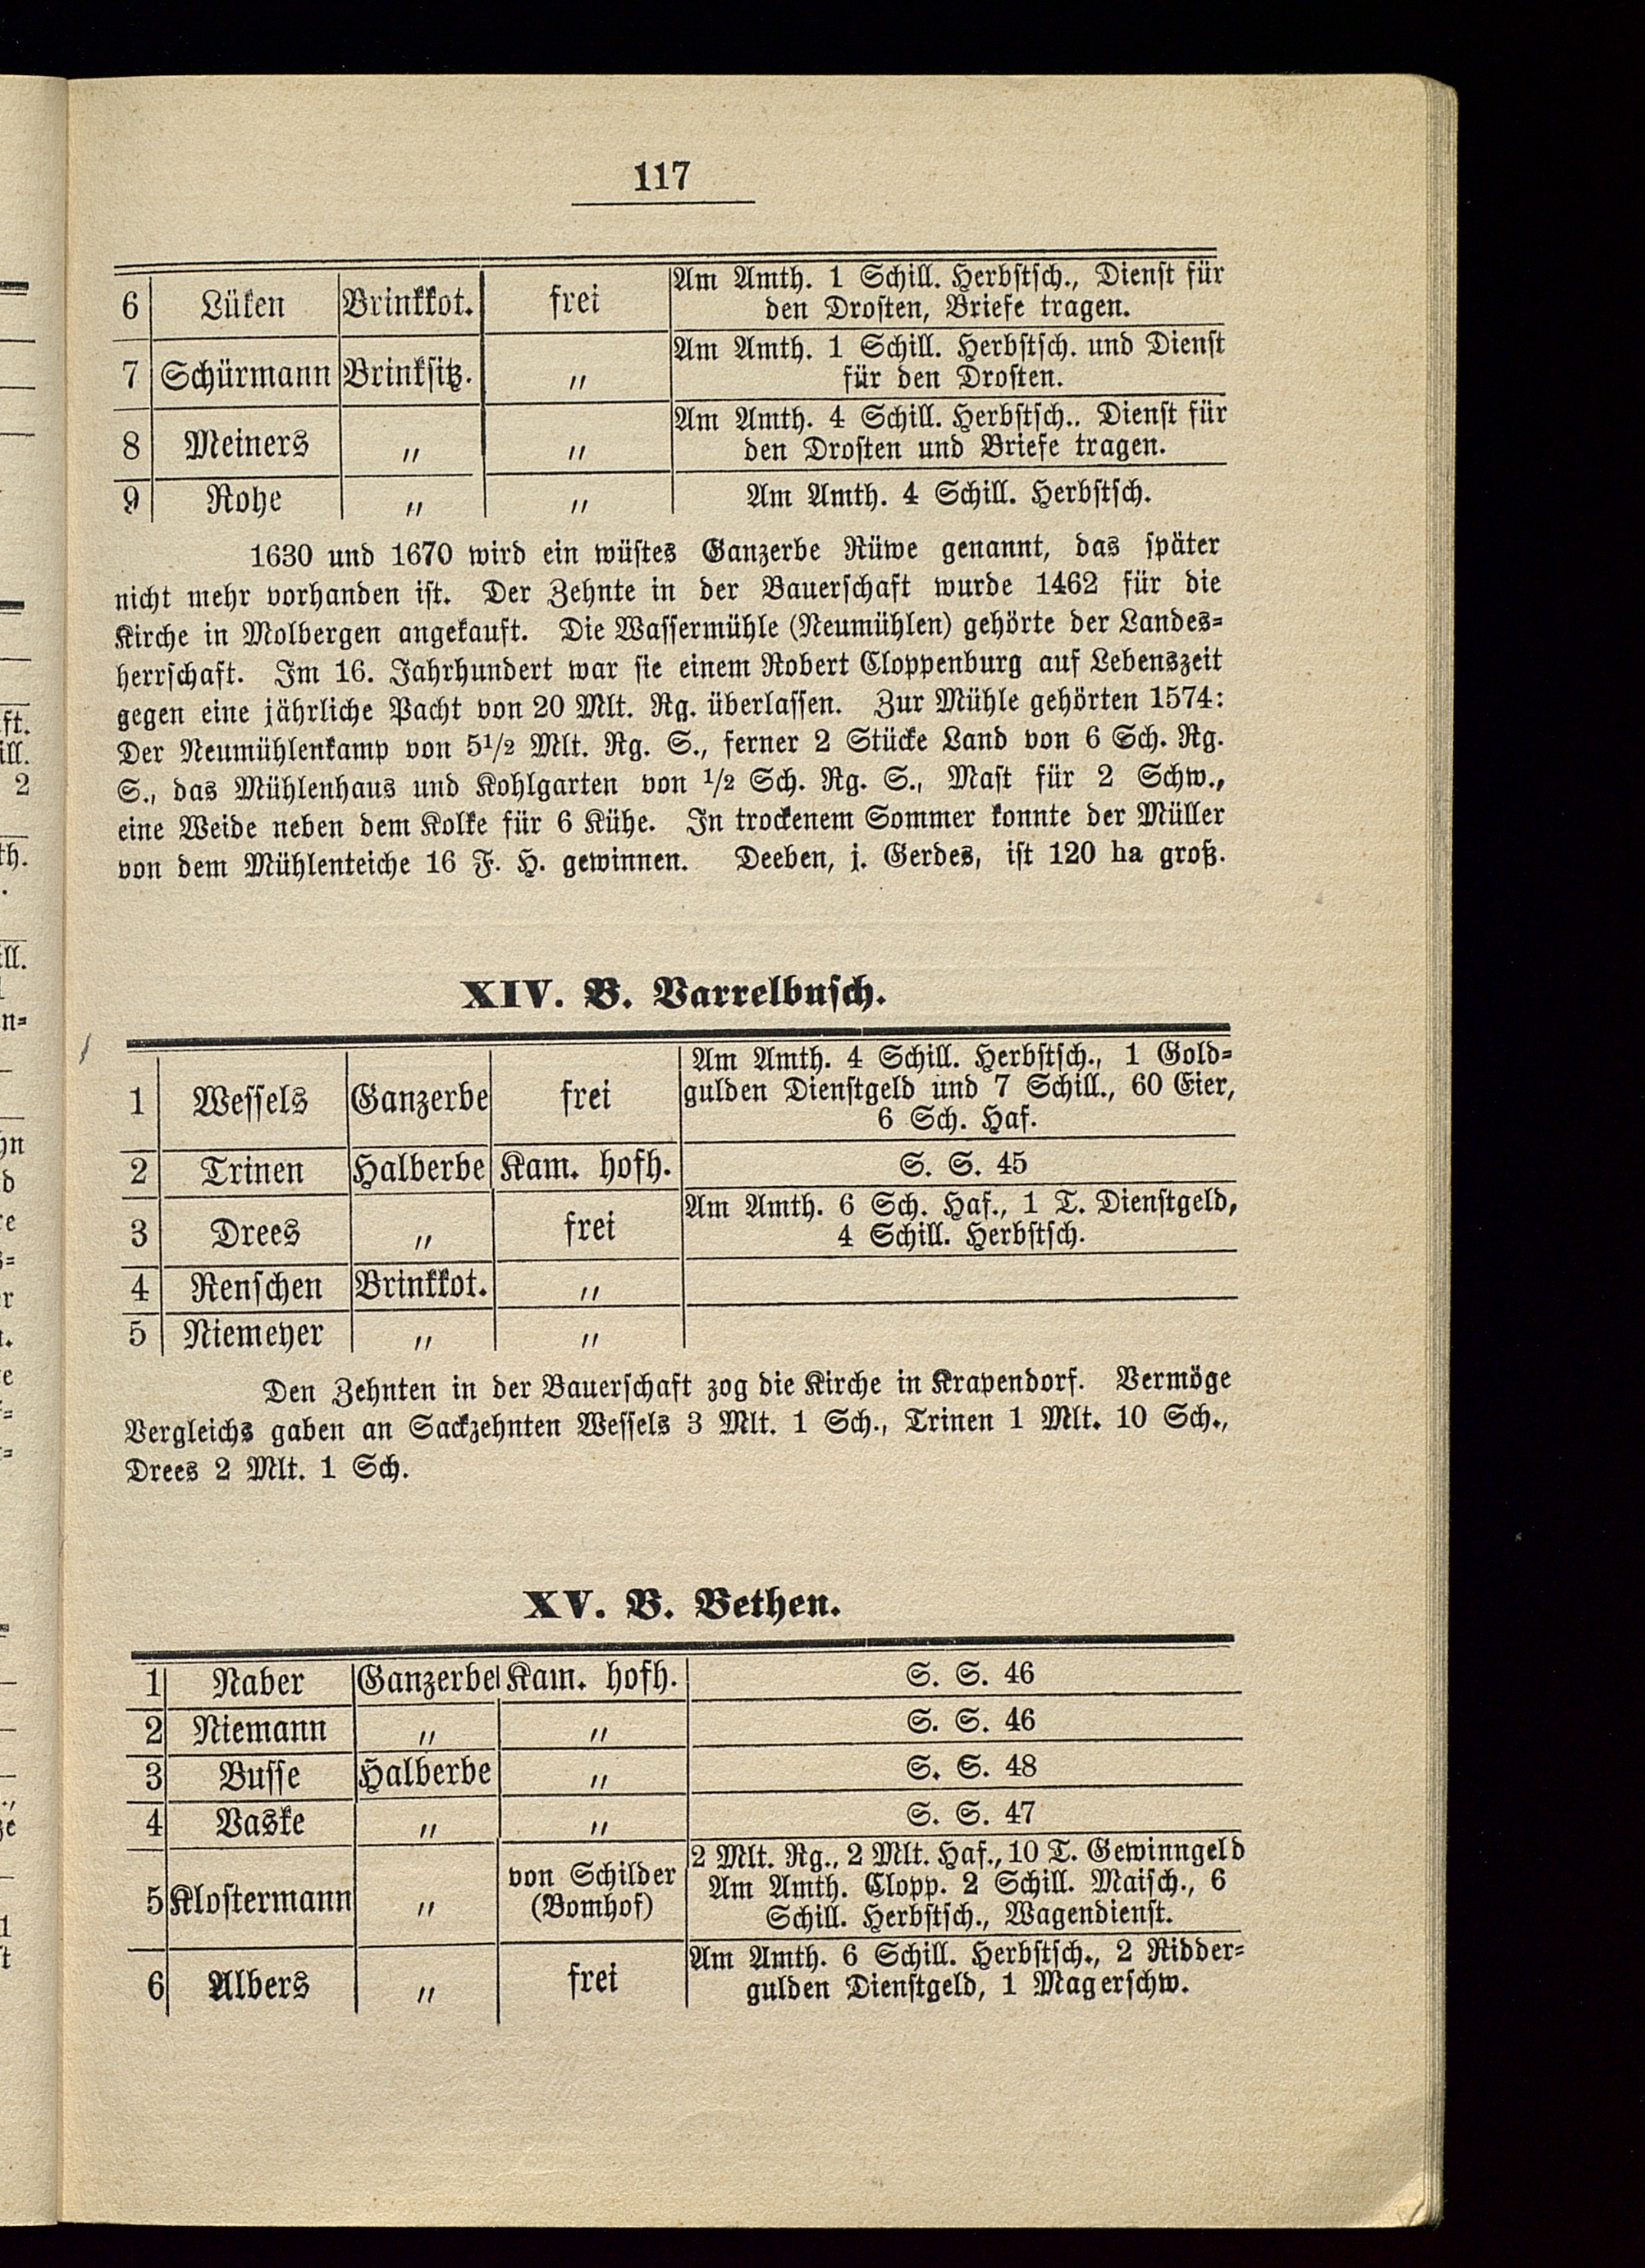 117
6 Lüken Brinkkot. frei Am Amth. 1 Schill. Herbstsch., Dienst für
den Drosten, Briefe tragen.
7 Schürmann Brinksitz. „ Am Amth. 1 Schill. Herbstsch. und Dienst
für den Drosten.
8 Meiners „ „ Am Amth. 4 Schill. Herbstsch.. Dienst für
den Drosten und Briefe tragen.
9 Rohe „ „ Am Amth. 4 Schill. Herbstsch.
1630 und 1670 wird ein wüstes Ganzerbe Rüwe genannt, das später
nicht mehr vorhanden ist. Der Zehnte in der Bauerschaft wurde 1462 für die
Kirche in Molbergen angekauft. Die Wassermühle (Neumühlen) gehörte der Landes-
herrschaft. Im 16. Jahrhundert war sie einem Robert Cloppenburg auf Lebenszeit
gegen eine jährliche Pacht von 20 Mlt. Rg. überlassen. Zur Mühle gehörten 1574:
Der Neumühlenkamp von 5 1/2 Mlt. Rg. S., ferner 2 Stücke Land von 6 Sch. Rg.
S., das Mühlenhaus und Kohlgarten von 1/2 Sch. Rg. S., Mast für 2 Schw.,
eine Weide neben dem Kolke für 6 Kühe. In trockenem Sommer konnte der Müller
von dem Mühlenteiche 16 F. H. gewinnen. Deeben, j. Gerdes, ist 120 ha groß.
XIV. B. Varrelbusch.
1 Wessels Ganzerbe frei Am Amth. 4 Schill. Herbstsch., 1 Gold-
gulden Dienstgeld und 7 Schill., 60 Eier,
6 Sch. Haf.
2 Trinen Halberbe Kam. hofh. S. S. 45
3 Drees „ frei Am Amth. 6 Sch. Haf., 1 T. Dienstgeld,
4 Schill. Herbstsch.
4 Renschen Brinkkot. „
5 Niemeyer „ „
Den Zehnten in der Bauerschaft zog die Kirche in Krapendorf. Vermöge
Vergleichs gaben an Sackzehnten Wessels 3 Mlt. 1 Sch., Trinen 1 Mlt. 10 Sch.,
Drees 2 Mlt. 1 Sch.
XV. B. Bethen.
1 Naber Ganzerbe Kam. hofh. S. S. 46
2 Niemann „ „ S. S. 46
3 Busse Halberbe „ S. S. 48
4 Vaske „ „ S. S. 47
5 Klostermann „ von Schilder (Bomhof) 2 Mlt. Rg., 2 Mlt. Haf., 10 T. Gewinngeld
Am Amth. Clopp. 2 Schill. Maisch., 6
Schill. Herbstsch., Wagendienst.
6 Albers „ frei Am Amth. 6 Schill. Herbstsch., 2 Ridder-
gulden Dienstgeld, 1 Magerschw.